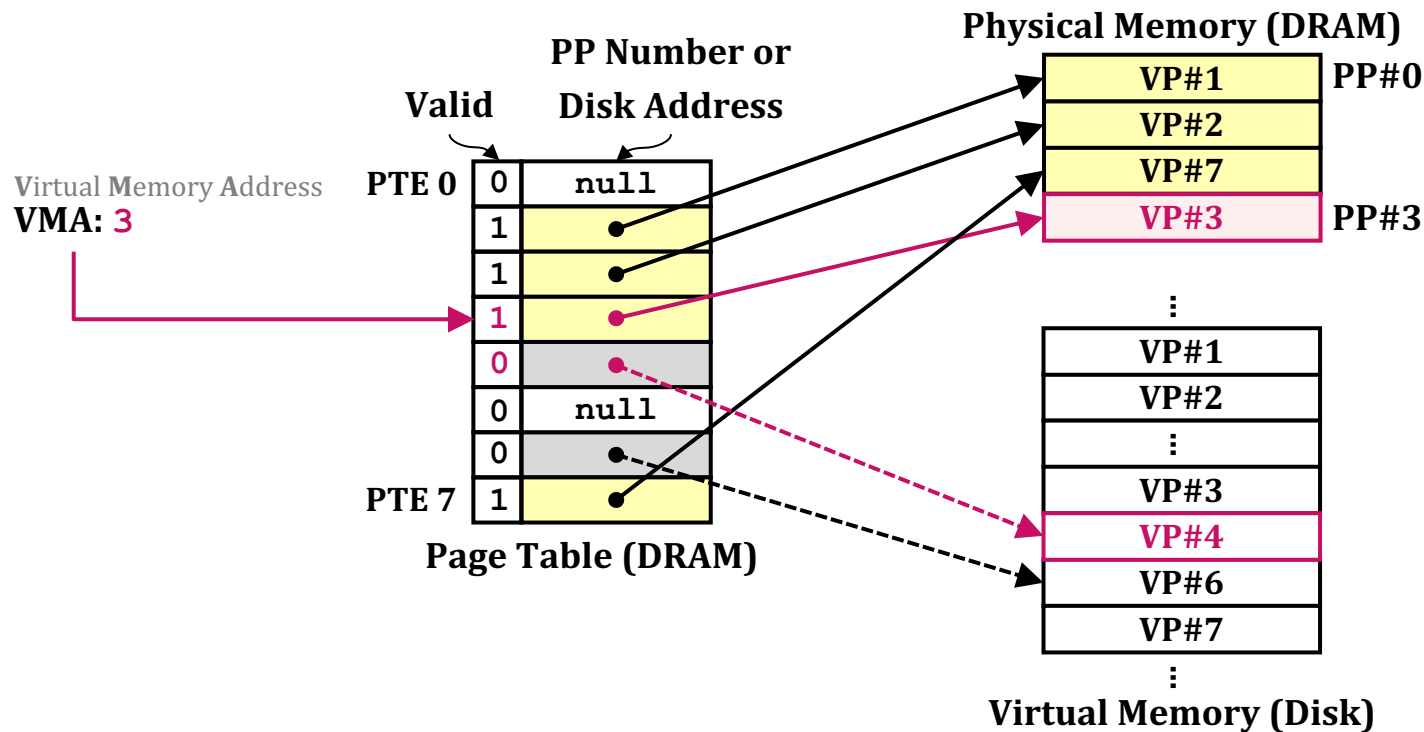 Physical Memory (DRAM)
PP Number or
Disk Address
Valid
VP#1 PP#0
VP#2
VP#7
VP#3 PP#3
⋮
Virtual Memory Address
VMA: 3
PTE 0 0 null
1
1
1
0
0 null
0
PTE 7 1
Page Table (DRAM)
VP#1
VP#2
⋮
VP#3
VP#4
VP#6
VP#7
⋮
Virtual Memory (Disk)